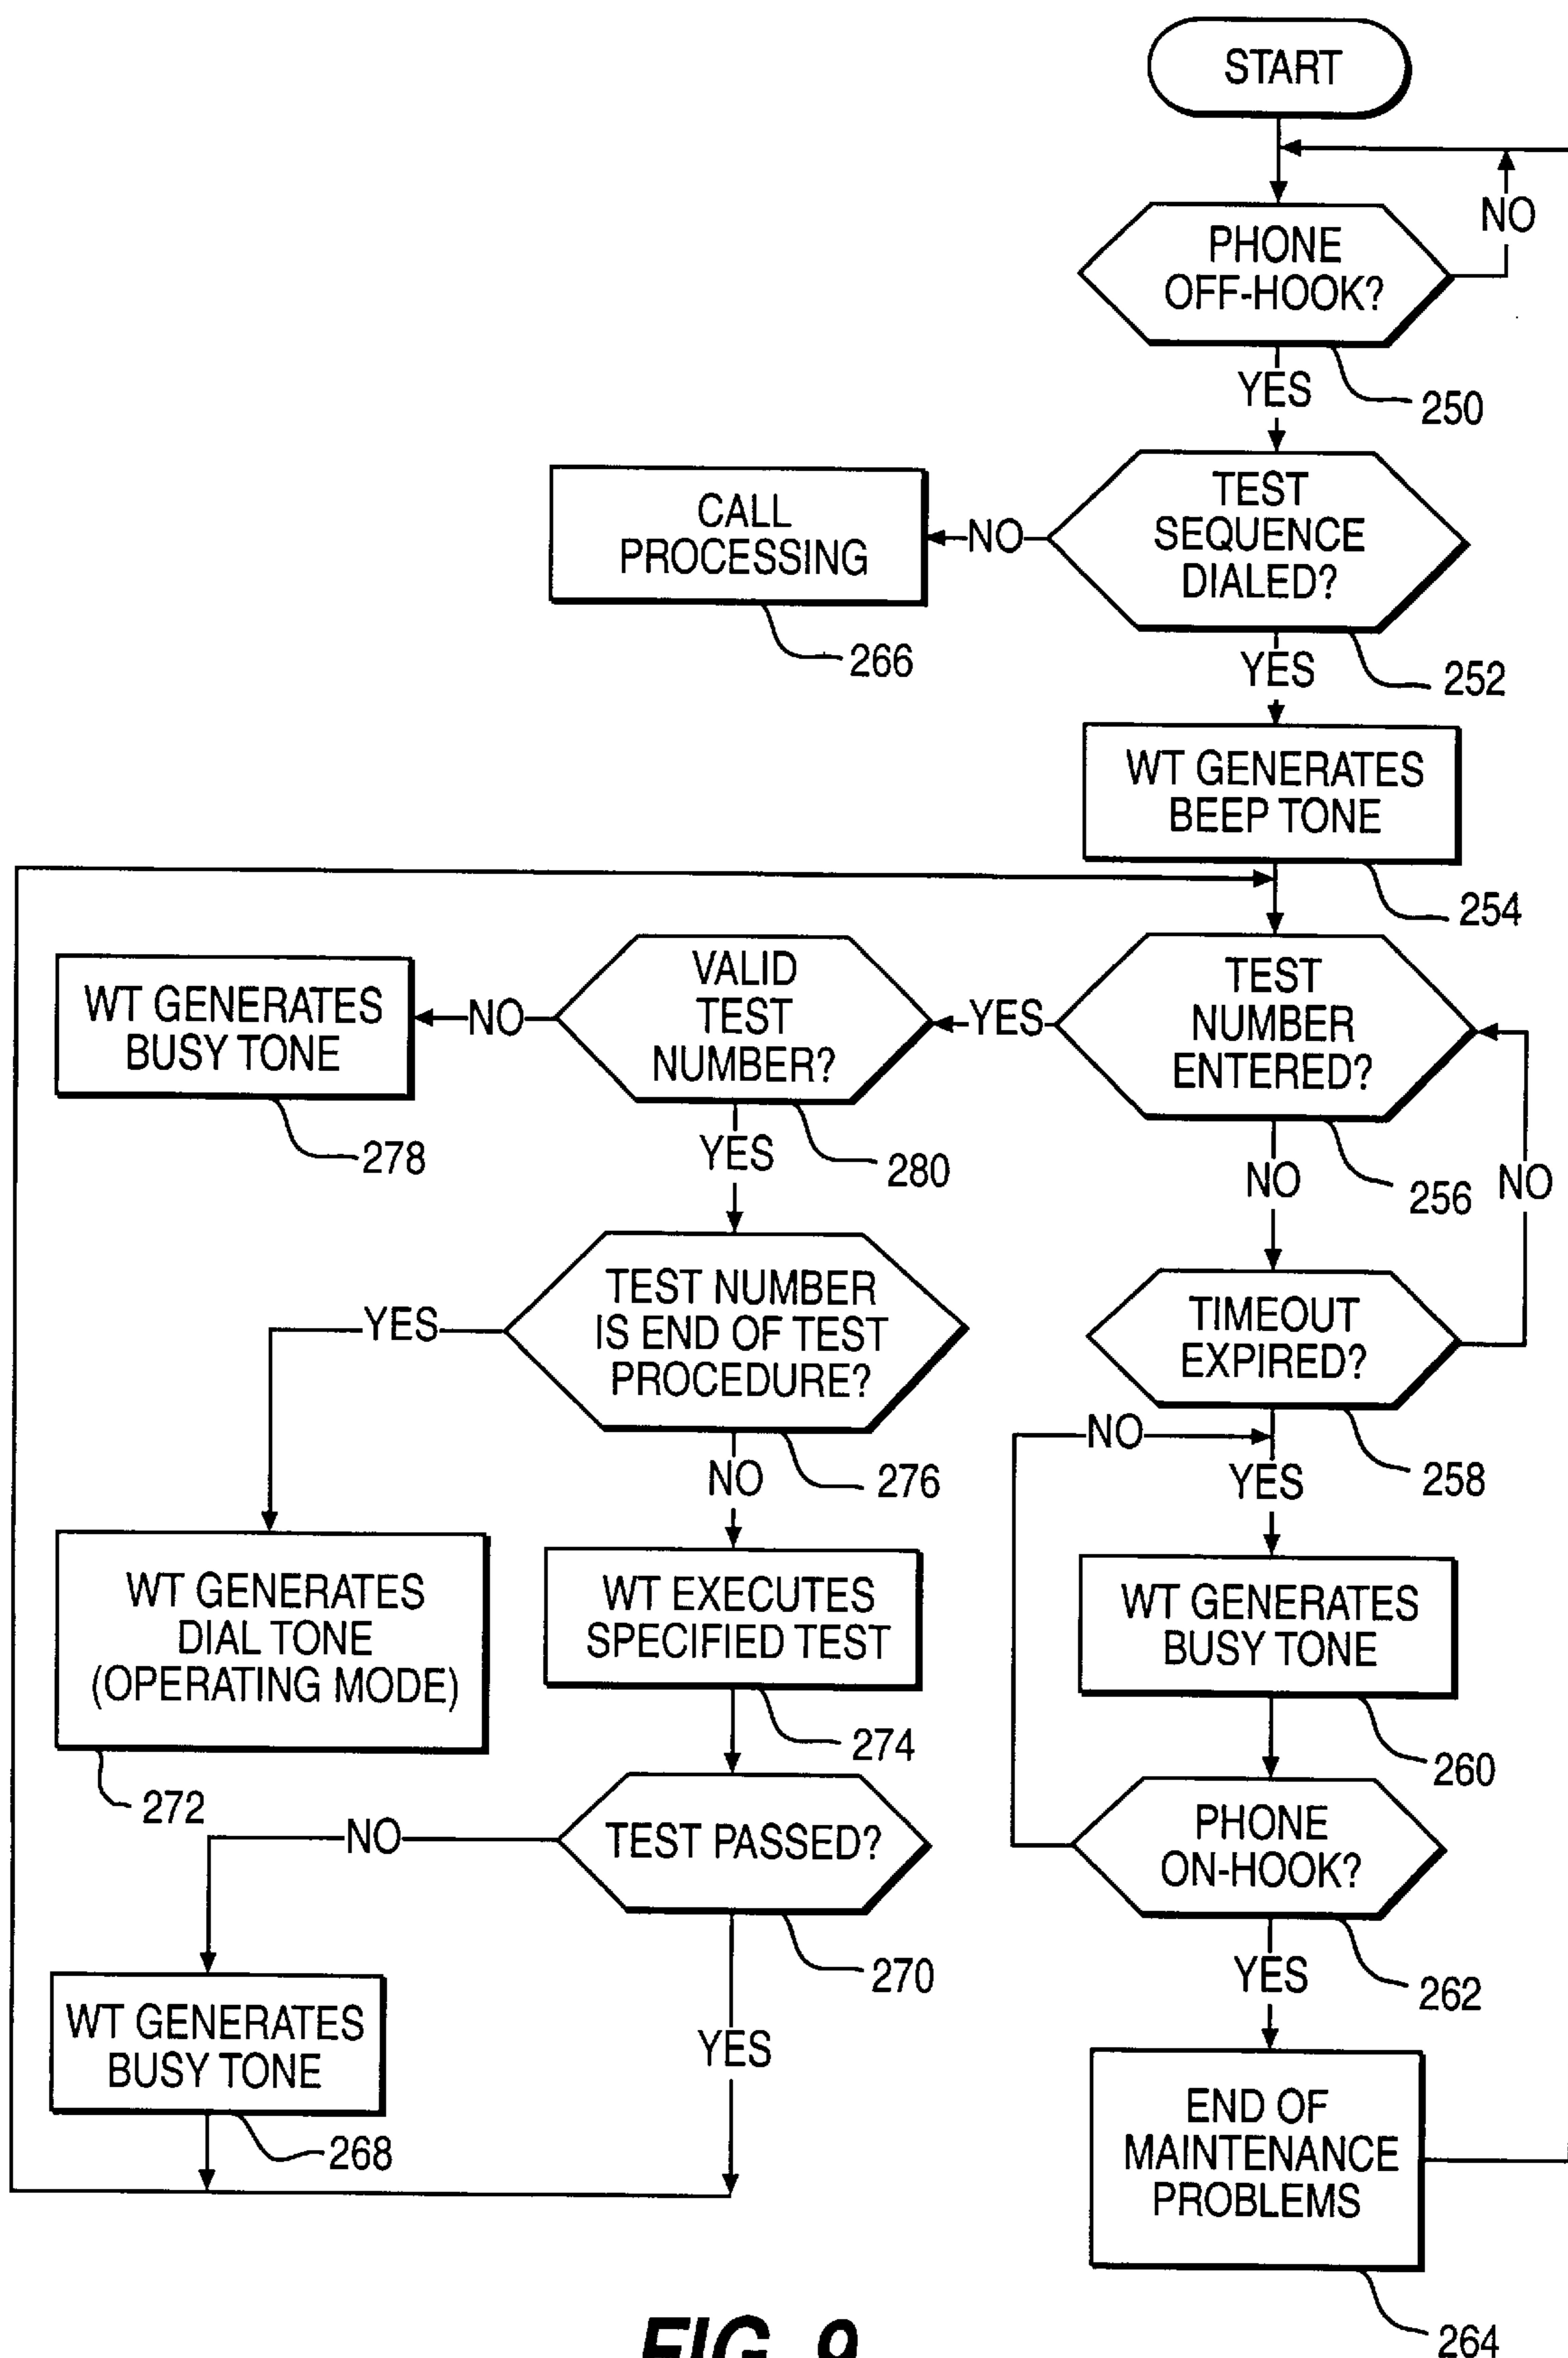 START
NO
PHONE
OFF-HOOK?
YES
250
TEST
SEQUENCE
DIALED?
NO
CALL
PROCESSING
266
YES
252
WT GENERATES
BEEP TONE
254
TEST
NUMBER
ENTERED?
YES
VALID
TEST
NUMBER?
NO
WT GENERATES
BUSY TONE
278
YES
280
NO
256
NO
TEST NUMBER
IS END OF TEST
PROCEDURE?
YES
TIMEOUT
EXPIRED?
NO
276
NO
YES
258
WT GENERATES
DIAL TONE
(OPERATING MODE)
272
WT EXECUTES
SPECIFIED TEST
274
WT GENERATES
BUSY TONE
260
TEST PASSED?
NO
270
YES
PHONE
ON-HOOK?
YES
262
WT GENERATES
BUSY TONE
268
END OF
MAINTENANCE
PROBLEMS
264
FIG. 9